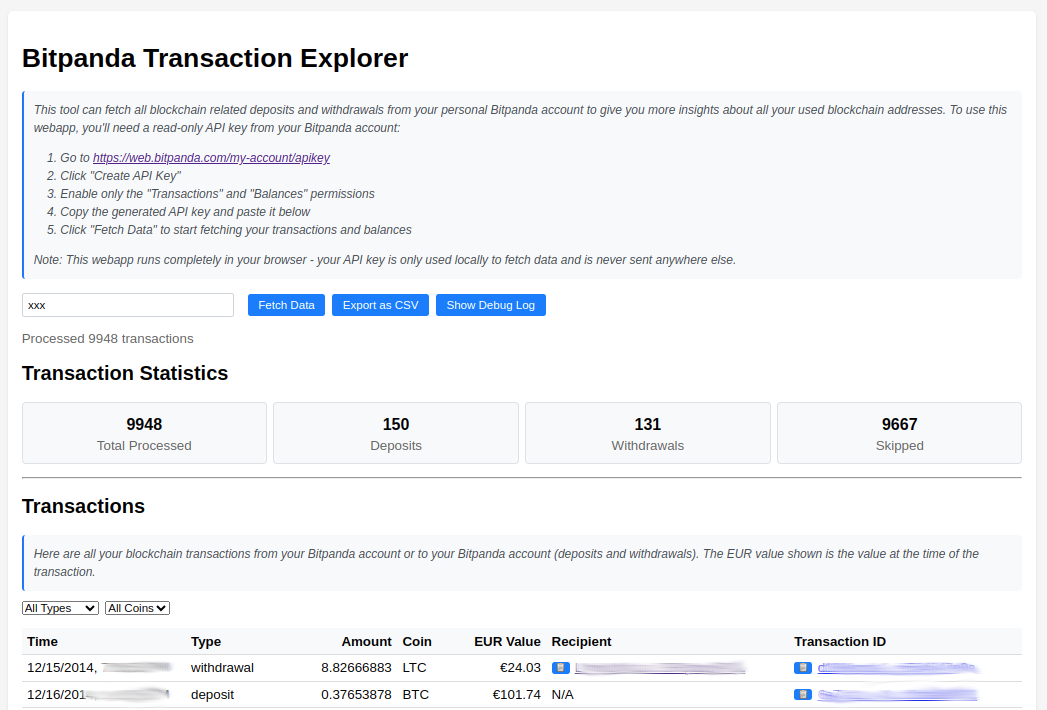 Bitpanda Transaction Explorer
This tool can fetch all blockchain related deposits and withdrawals from your personal Bitpanda account to give you more insights about all your used blockchain addresses. To use this
webapp, you'll need a read-only API key from your Bitpanda account:
1. Go to https://web.bitpanda.com/my-account/apikey
2. Click "Create API Key"
3. Enable only the "Transactions" and "Balances" permissions
4. Copy the generated API key and paste it below
5. Click "Fetch Data" to start fetching your transactions and balances
Note: This webapp runs completely in your browser - your API key is only used locally to fetch data and is never sent anywhere else.
xxx Fetch Data Export as CSV Show Debug Log
Processed 9948 transactions
Transaction Statistics
9948 150 131 9667
Total Processed Deposits Withdrawals Skipped
Transactions
Here are all your blockchain transactions from your Bitpanda account or to your Bitpanda account (deposits and withdrawals). The EUR value shown is the value at the time of the
transaction.
All Types All Coins
Time Type Amount Coin EUR Value Recipient Transaction ID
12/15/2014, withdrawal 8.82666883 LTC €24.03
deposit 0.37653878 BTC €101.74 N/A